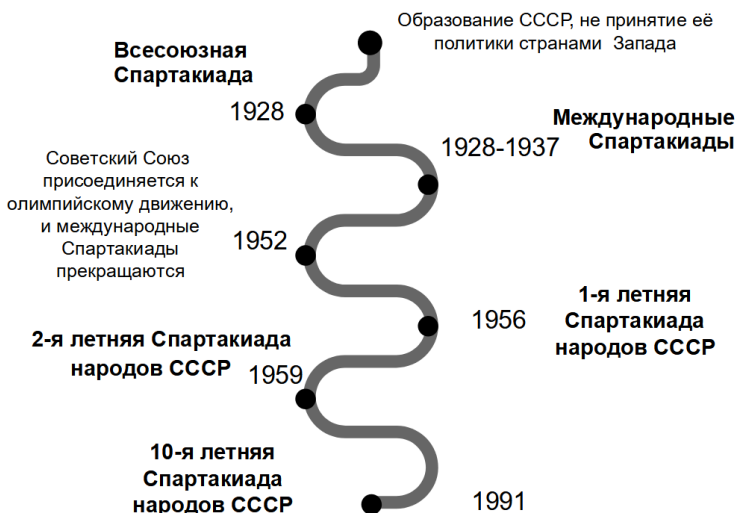 Образование СССР, не принятие её
политики странами Запада
Всесоюзная
Спартакиада
1928
Международные
Спартакиады
1928-1937
Советский Союз
присоединяется к
олимпийскому движению,
и международные
Спартакиады
прекращаются
1952
1-я летняя
Спартакиада
народов СССР
1956
2-я летняя Спартакиада
народов СССР
1959
10-я летняя
Спартакиада
народов СССР
1991